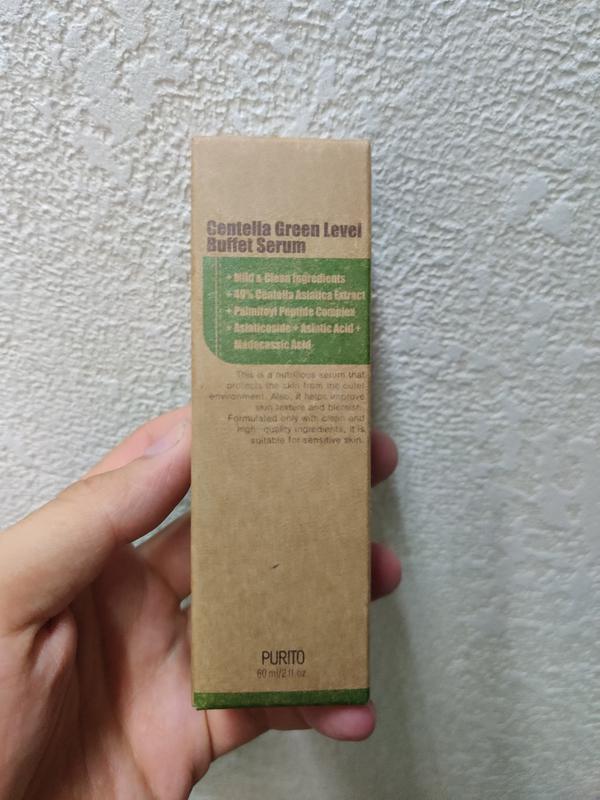 Centella Green Level
Buffet Serum
+ Mild & Clean Ingredients
+ 49% Centella Asiatica Extract
+ Palmitoyl Peptide Complex
+ Asiaticoside + Asiatic Acid +
Madecassic Acid
This is a nutritious serum that
protects the skin from the outer
environment. Also, it helps improve
skin texture and blemish.
Formulated only with clean and
high-quality ingredients, it is
suitable for sensitive skin.
PURITO
60 ml/2 fl.oz